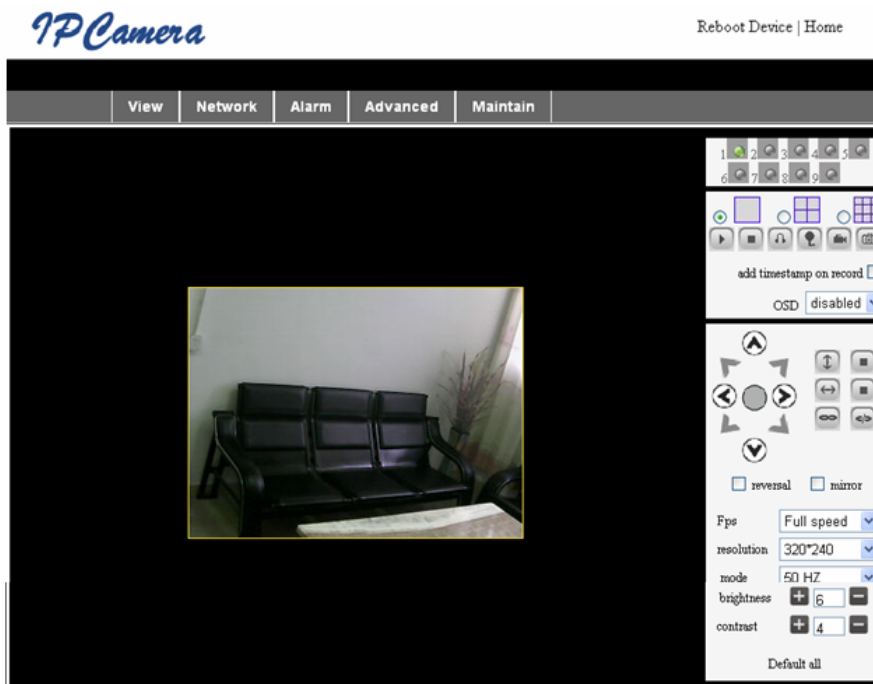 IPCamera
Reboot Device | Home
View Network Alarm Advanced Maintain
1 2 3 4 5
6 7 8 9
add timestamp on record
OSD disabled
reversal mirror
Fps Full speed
resolution 320*240
mode 50 HZ
brightness 6
contrast 4
Default all